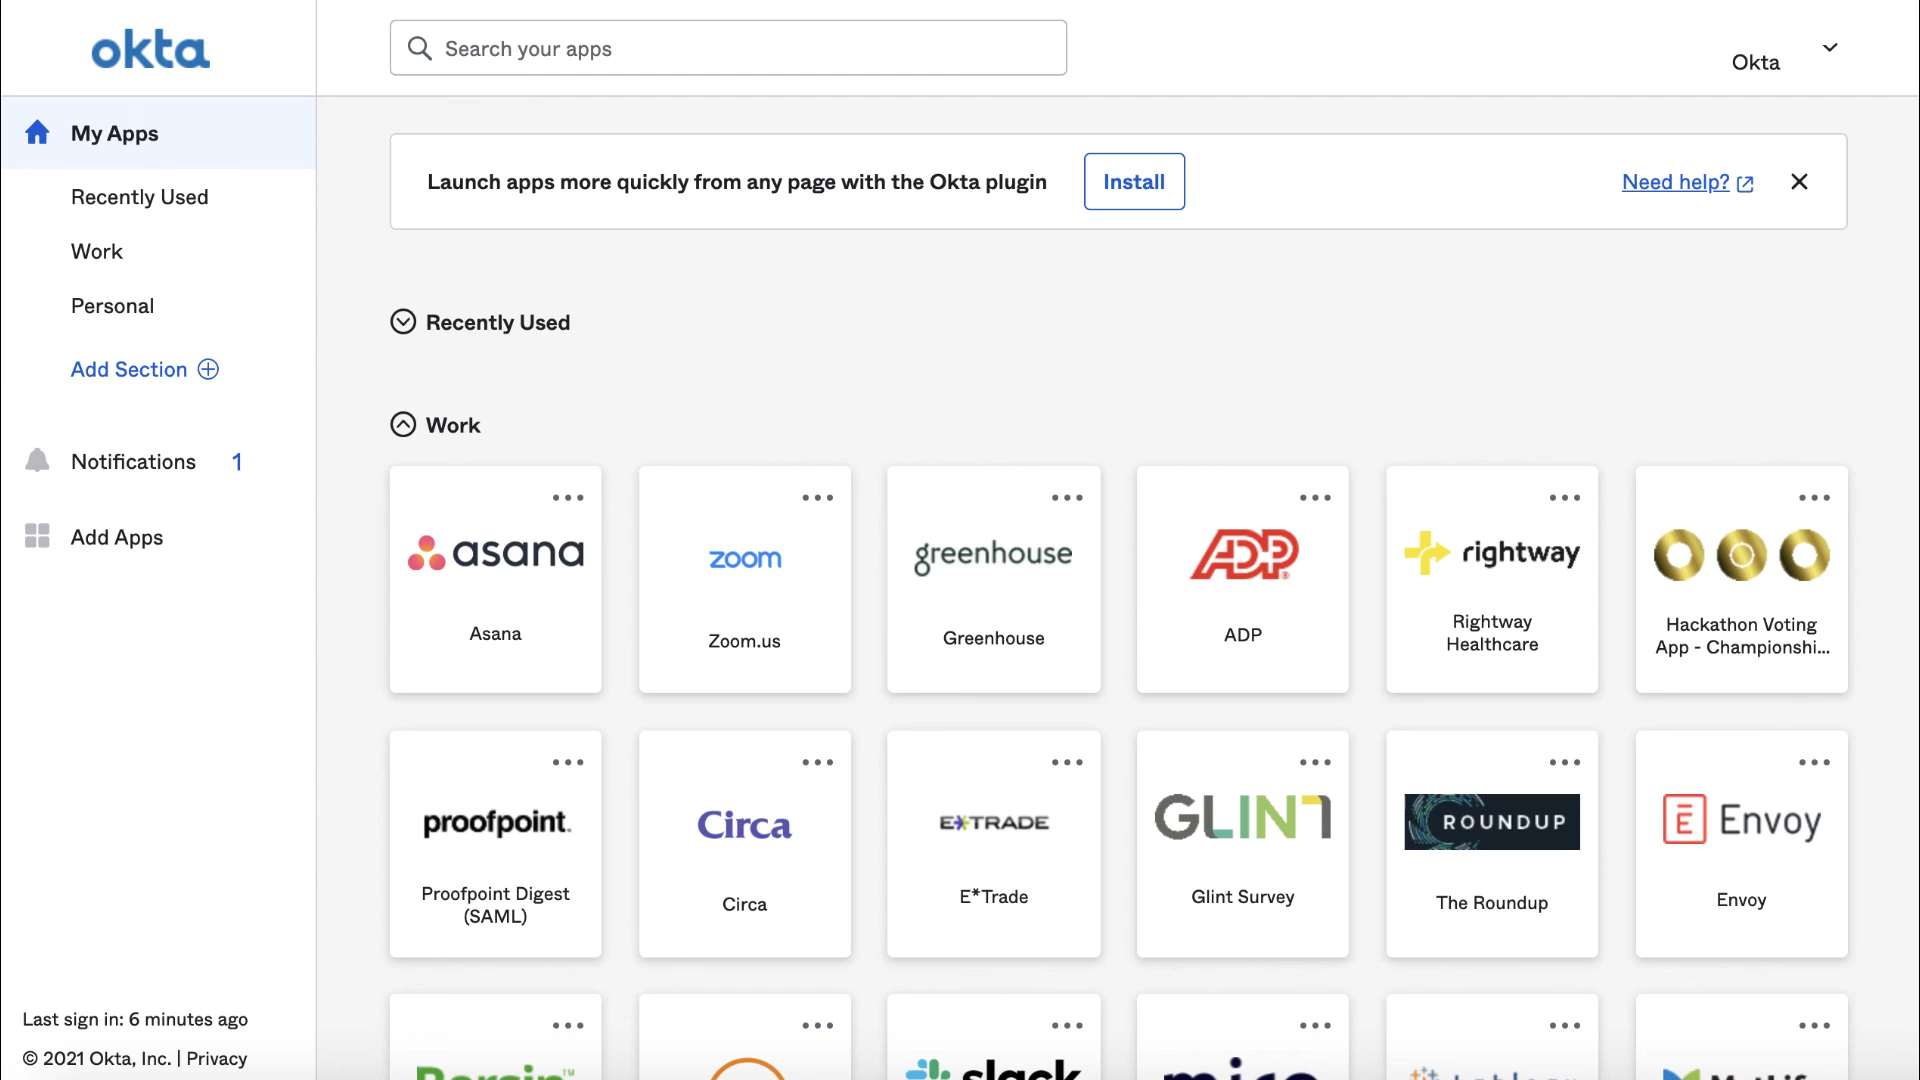 okta
Search your apps
Okta
My Apps
Recently Used
Work
Personal
Add Section
Notifications 1
Add Apps
Last sign in: 6 minutes ago
© 2021 Okta, Inc. | Privacy
Launch apps more quickly from any page with the Okta plugin
Install
Need help?
Recently Used
Work
asana
Asana
zoom
Zoom.us
greenhouse
Greenhouse
ADP
ADP
rightway
Rightway
Healthcare
Hackathon Voting
App - Championshi...
proofpoint.
Proofpoint Digest
(SAML)
Circa
Circa
E*TRADE
E*Trade
GLINT
Glint Survey
ROUNDUP
The Roundup
Envoy
Envoy
slack